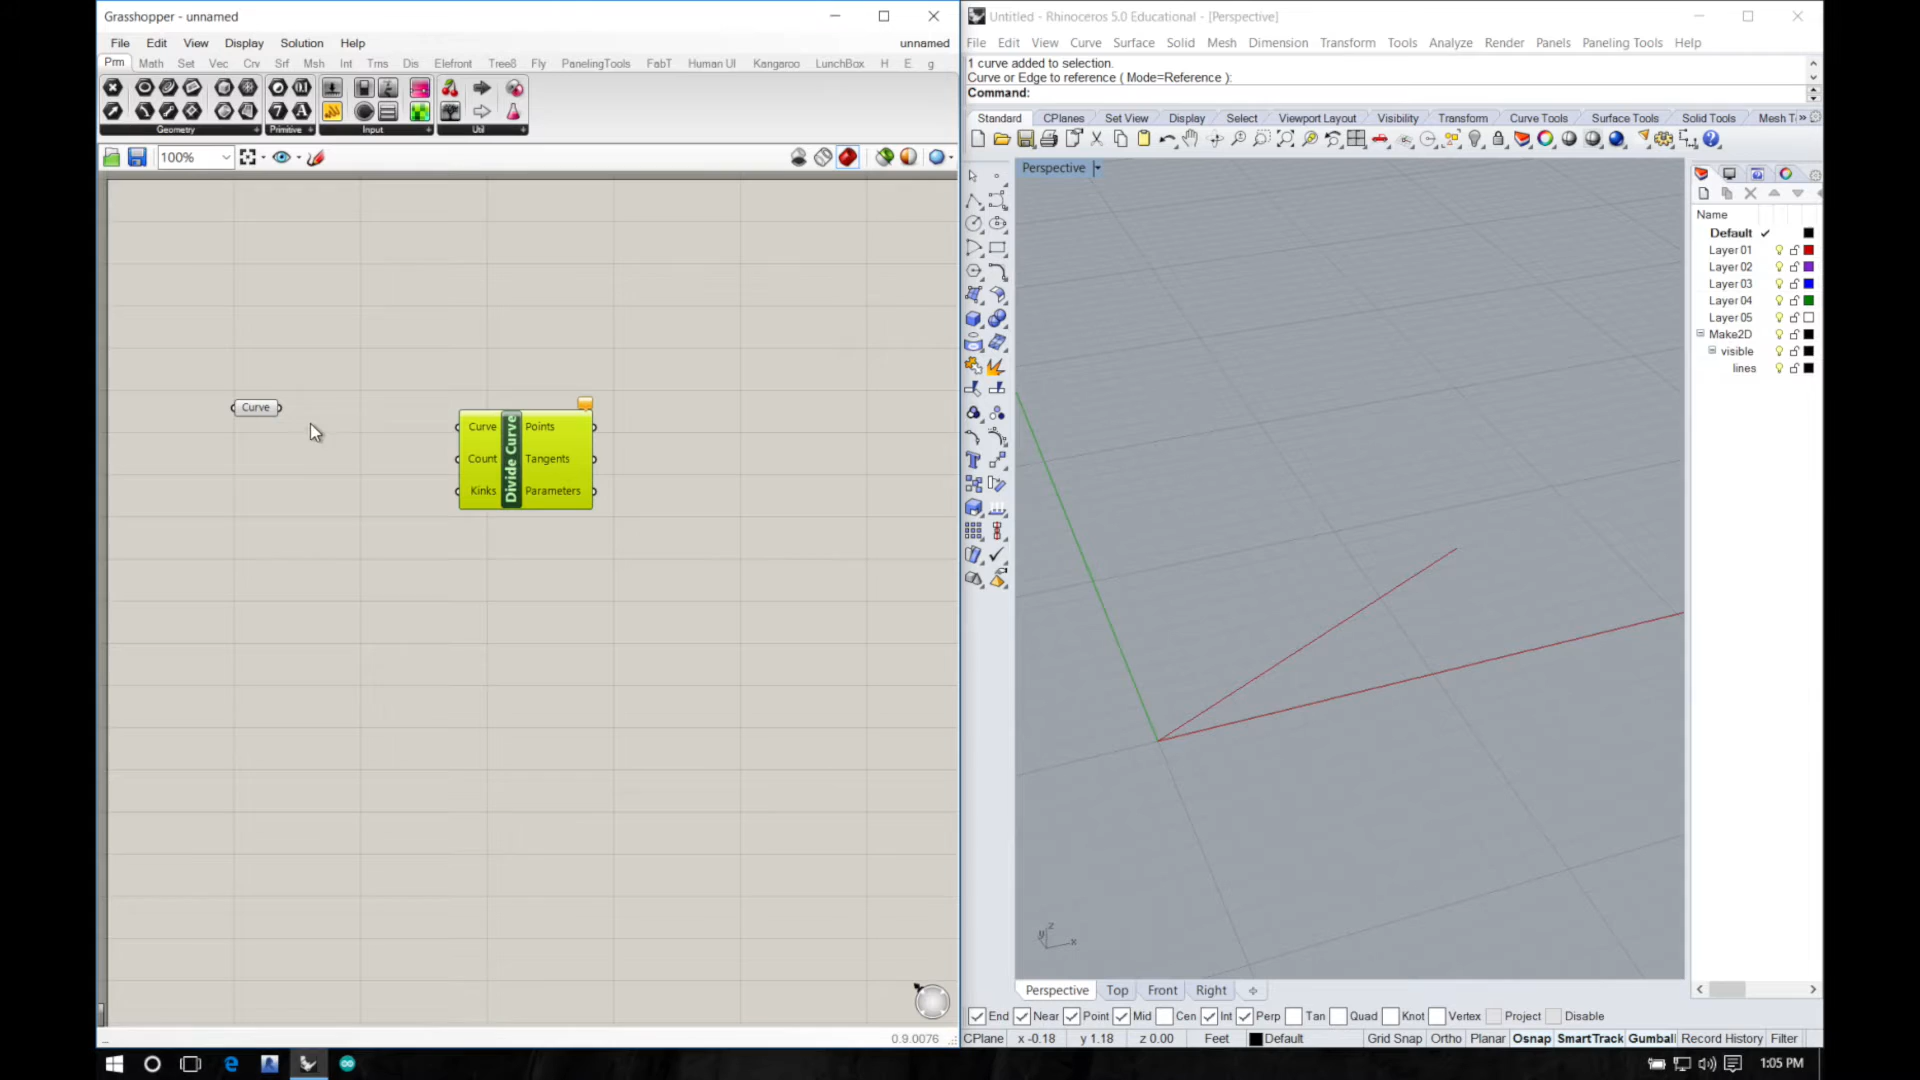 Grasshopper - unnamed
File Edit View Display Solution Help unnamed
Prm Math Set Vec Crv Srf Msh Int Trns Dis Elefront Tree8 Fly PanelingTools FabT Human UI Kangaroo LunchBox H E g
Geometry Primitive Input Util
100%
Curve
Divide Curve
Curve Points
Count Tangents
Kinks Parameters
0.9.0076
Untitled - Rhinoceros 5.0 Educational - [Perspective]
File Edit View Curve Surface Solid Mesh Dimension Transform Tools Analyze Render Panels Paneling Tools Help
1 curve added to selection.
Curve or Edge to reference ( Mode=Reference ):
Command:
Standard CPlanes Set View Display Select Viewport Layout Visibility Transform Curve Tools Surface Tools Solid Tools Mesh T
Perspective
Name
Default
Layer 01
Layer 02
Layer 03
Layer 04
Layer 05
Make2D
visible
lines
z
y
x
Perspective Top Front Right
End Near Point Mid Cen Int Perp Tan Quad Knot Vertex Project Disable
CPlane x -0.18 y 1.18 z 0.00 Feet Default Grid Snap Ortho Planar Osnap SmartTrack Gumball Record History Filter
1:05 PM